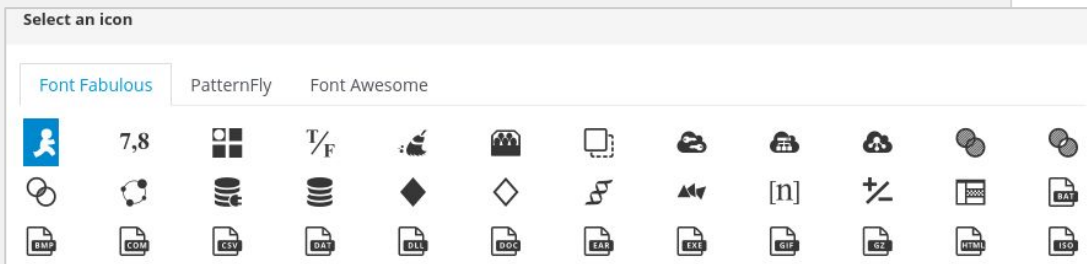 Select an icon
Font Fabulous PatternFly Font Awesome
7,8 T/F
[n] BAT
BMP COM CSV DAT DLL DOC EAR EXE GIF GZ HTML ISO